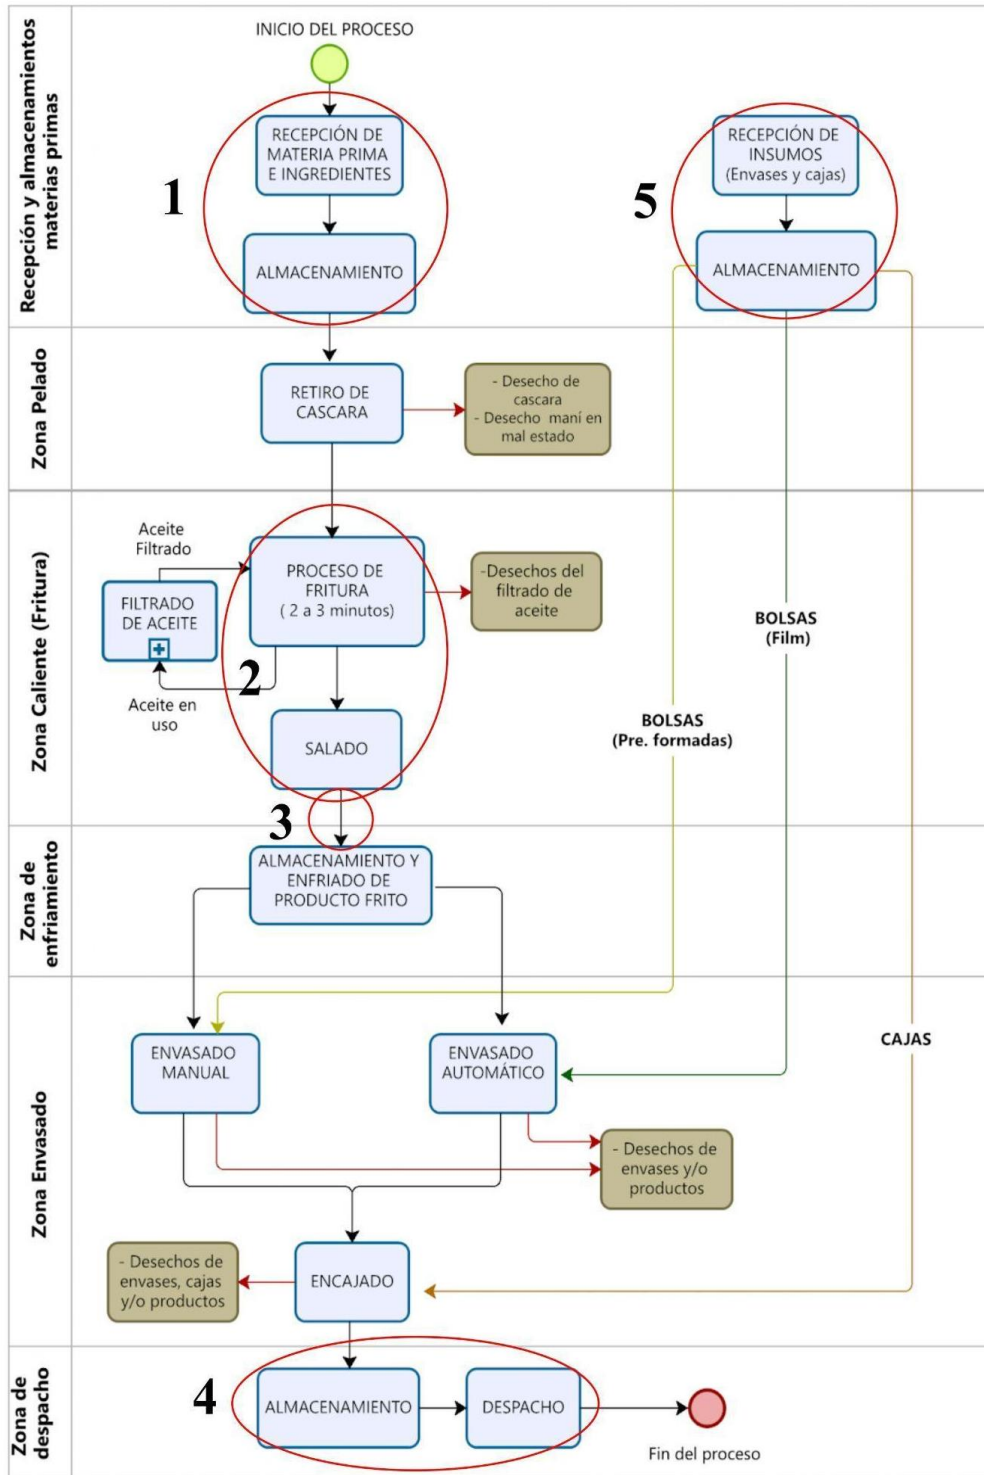 Recepción y almacenamientos
materias primas
INICIO DEL PROCESO
RECEPCIÓN DE
MATERIA PRIMA
E INGREDIENTES
1
ALMACENAMIENTO
RECEPCIÓN DE
INSUMOS
(Envases y cajas)
5
ALMACENAMIENTO
Zona Pelado
RETIRO DE
CASCARA
- Desecho de
cascara
- Desecho maní en
mal estado
Zona Caliente (Fritura)
Aceite
Filtrado
FILTRADO
DE ACEITE
Aceite en
uso
PROCESO DE
FRITURA
( 2 a 3 minutos)
2
-Desechos del
filtrado de
aceite
SALADO
3
BOLSAS
(Pre. formadas)
BOLSAS
(Film)
Zona de
enfriamiento
ALMACENAMIENTO Y
ENFRIADO DE
PRODUCTO FRITO
Zona Envasado
ENVASADO
MANUAL
ENVASADO
AUTOMÁTICO
CAJAS
- Desechos de
envases y/o
productos
- Desechos de
envases, cajas
y/o productos
ENCAJADO
Zona de
despacho
4
ALMACENAMIENTO
DESPACHO
Fin del proceso